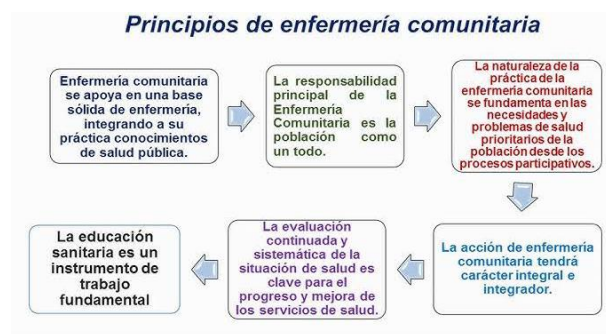 Principios de enfermería comunitaria
Enfermería comunitaria
se apoya en una base
sólida de enfermería,
integrando a su
práctica conocimientos
de salud pública.
La responsabilidad
principal de la
Enfermería
Comunitaria es la
población como
un todo.
La naturaleza de la
práctica de la
enfermería comunitaria
se fundamenta en las
necesidades y
problemas de salud
prioritarios de la
población desde los
procesos participativos.
La acción de enfermería
comunitaria tendrá
carácter integral e
integrador.
La evaluación
continuada y
sistemática de la
situación de salud es
clave para el
progreso y mejora de
los servicios de salud.
La educación
sanitaria es un
instrumento de
trabajo
fundamental